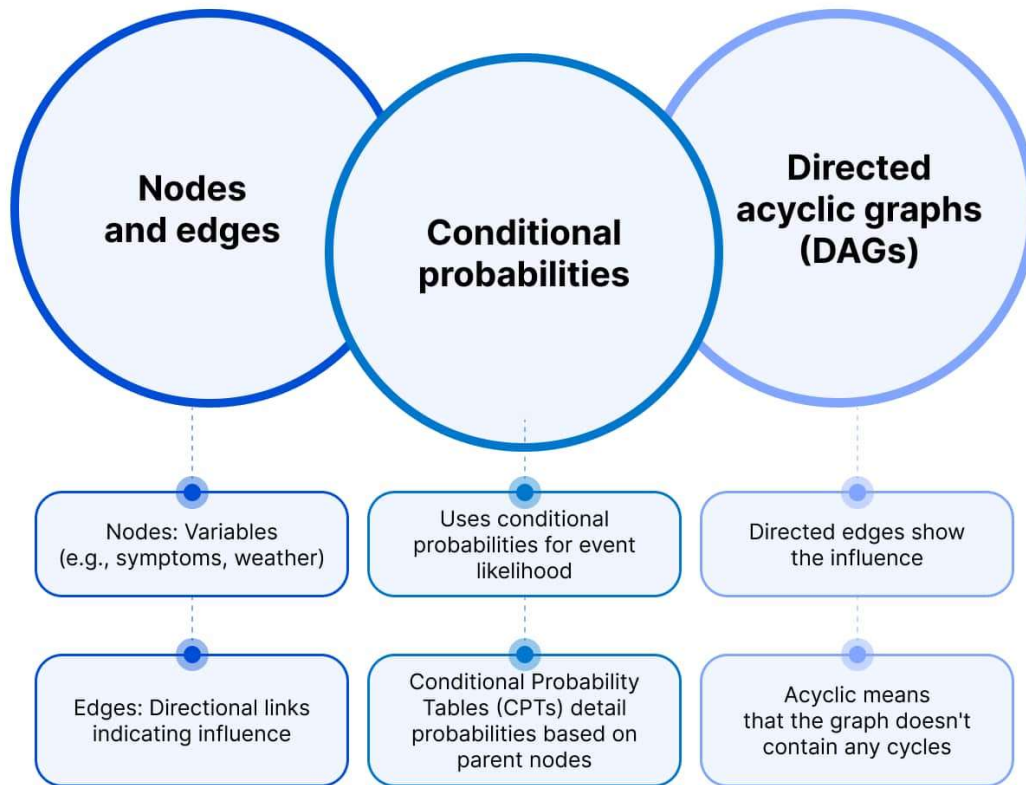 Nodes
and edges
Conditional
probabilities
Directed
acyclic graphs
(DAGs)
Nodes: Variables
(e.g., symptoms, weather)
Uses conditional
probabilities for event
likelihood
Directed edges show
the influence
Edges: Directional links
indicating influence
Conditional Probability
Tables (CPTs) detail
probabilities based on
parent nodes
Acyclic means
that the graph doesn't
contain any cycles